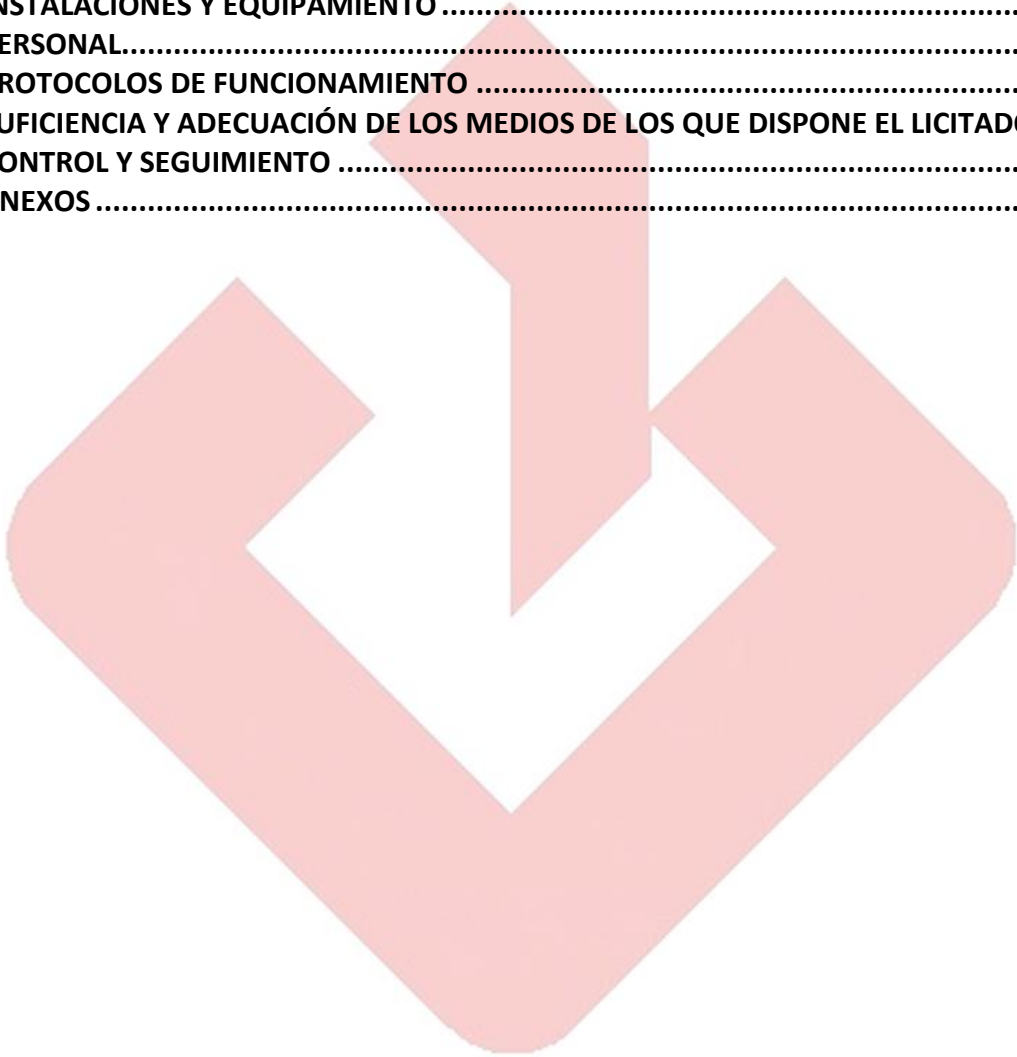 NSTALACIONES Y EQUIPAMIENTO ................................................................
ERSONAL................................................................................................
ROTOCOLOS DE FUNCIONAMIENTO ............................................................
UFICIENCIA Y ADECUACIÓN DE LOS MEDIOS DE LOS QUE DISPONE EL LICITADO
ONTROL Y SEGUIMIENTO ...........................................................................
NEXOS ...................................................................................................